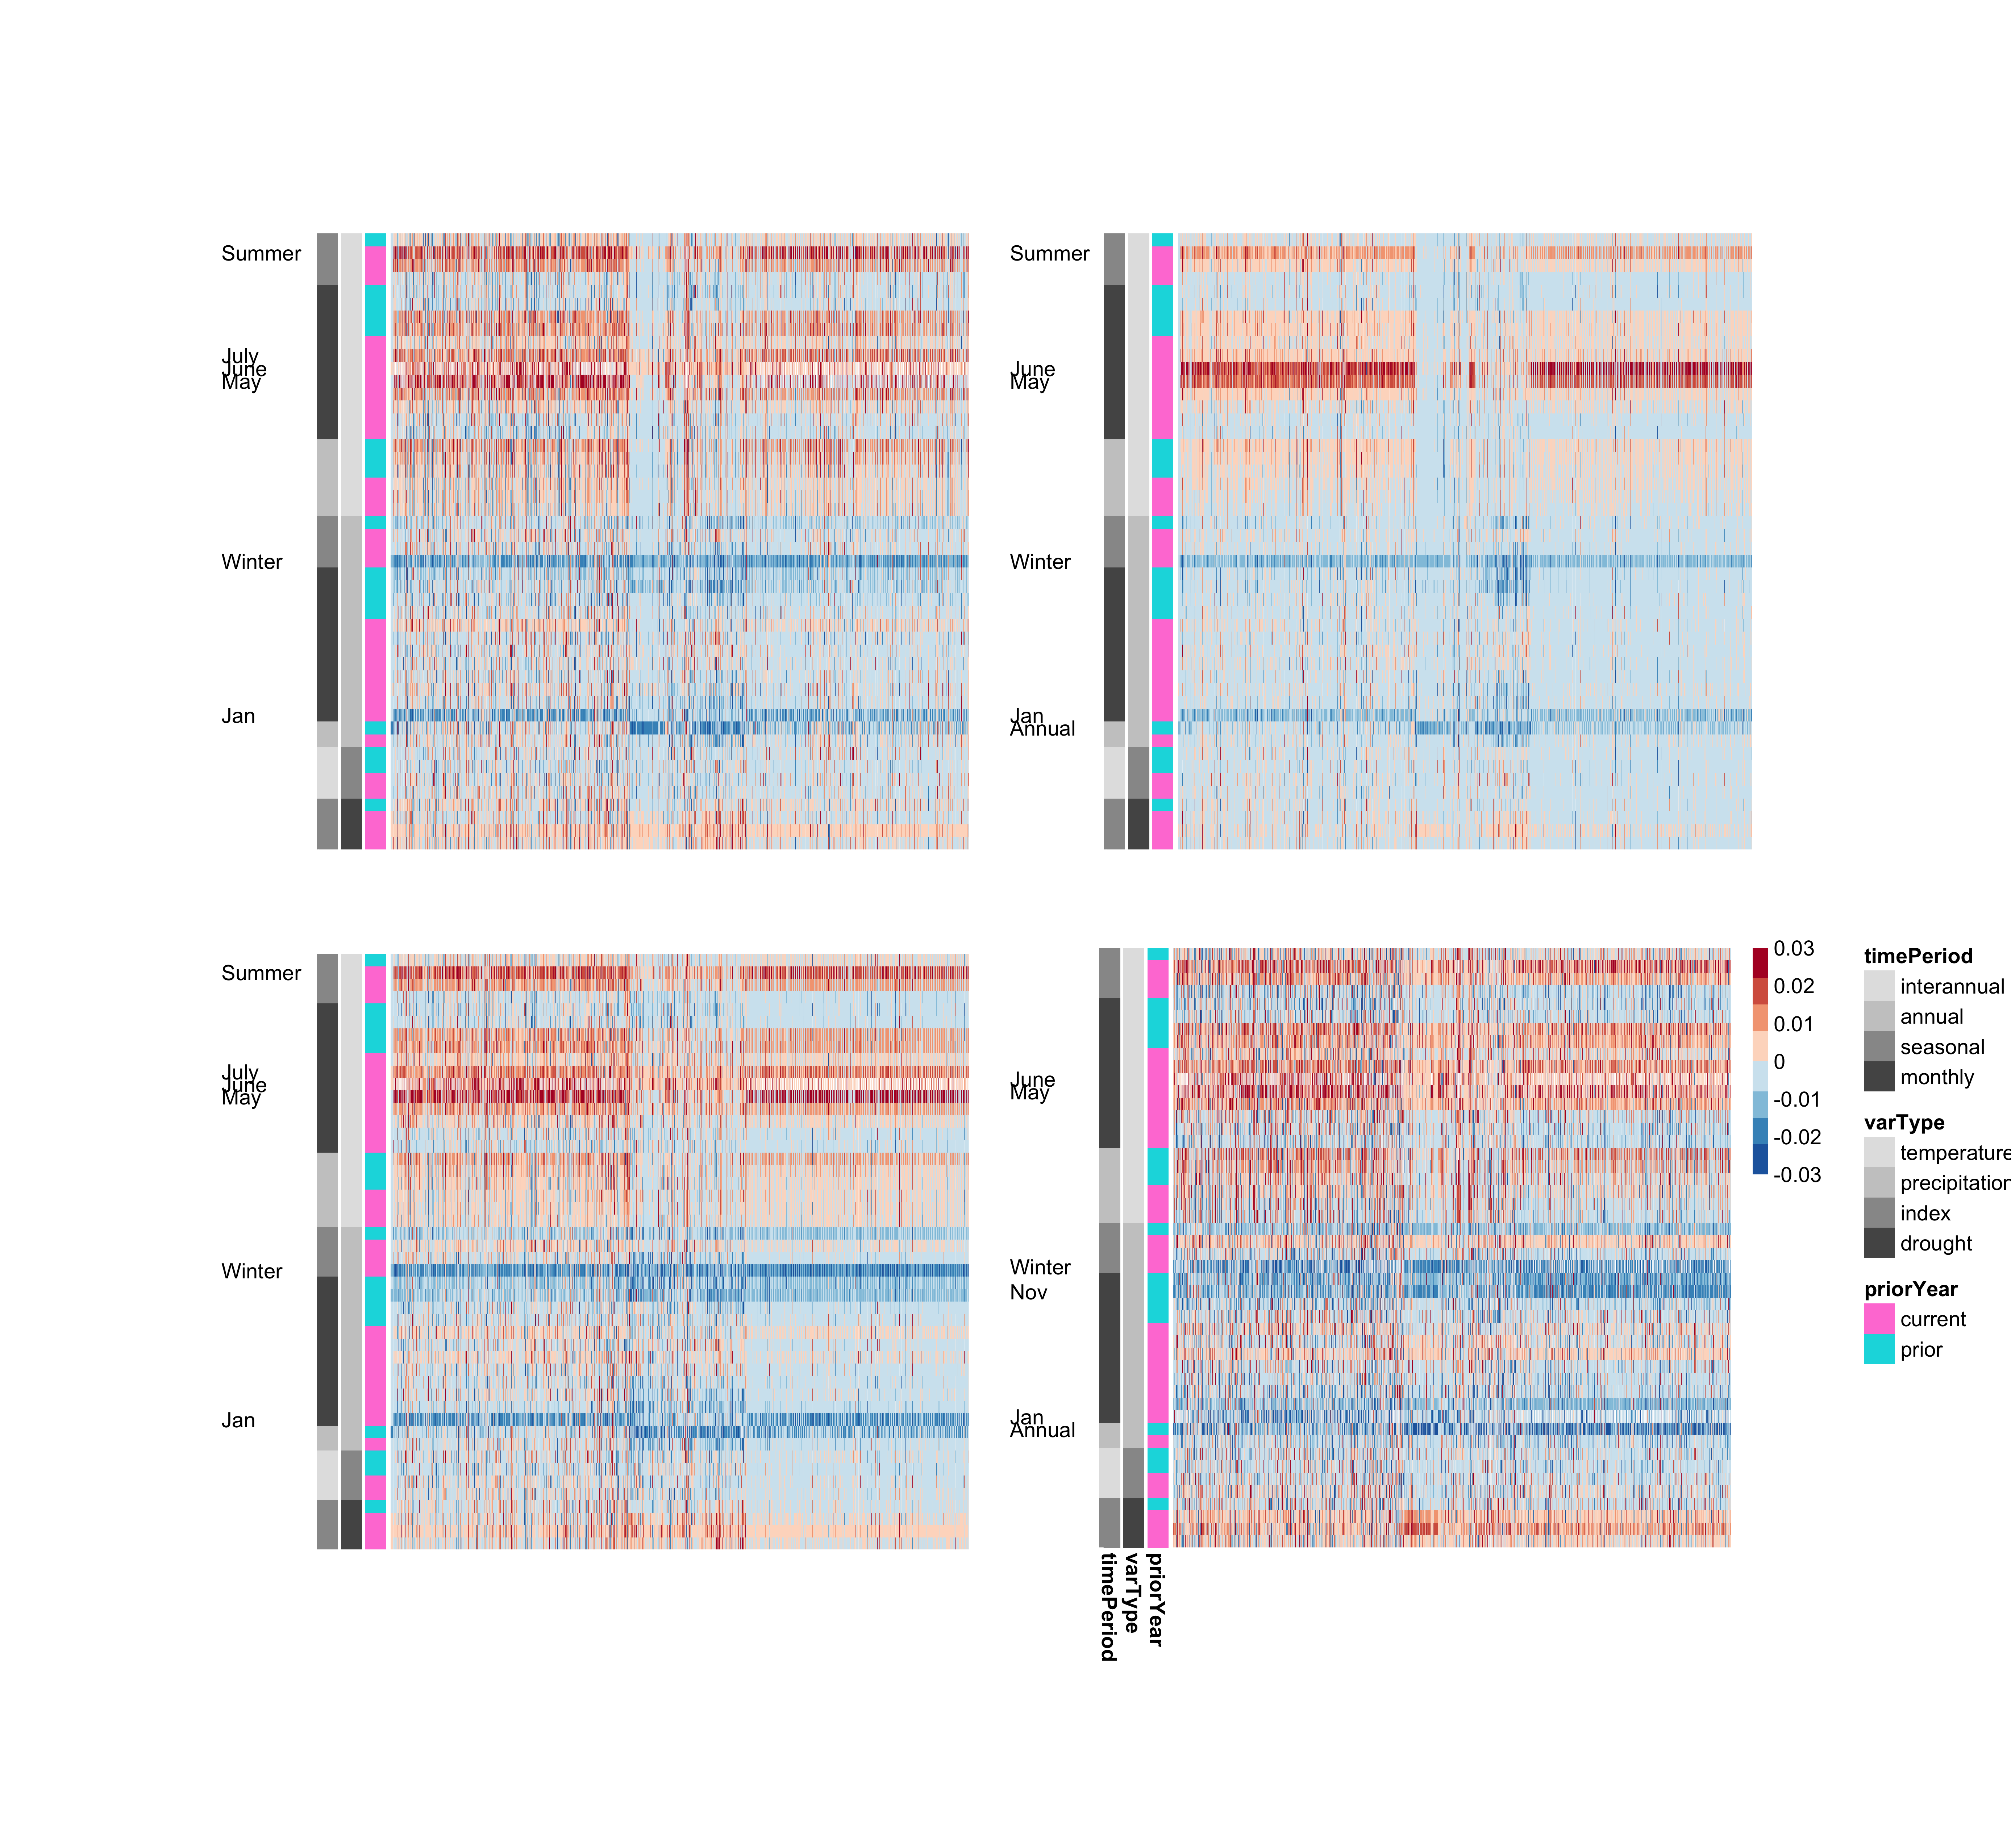 Summer
July
June
May
Winter
Jan
Summer
June
May
Winter
Jan
Annual
Summer
July
June
May
Winter
Jan
June
May
Winter
Nov
Jan
Annual
timePeriod
varType
priorYear
0.03
0.02
0.01
0
-0.01
-0.02
-0.03
timePeriod
interannual
annual
seasonal
monthly
varType
temperature
precipitation
index
drought
priorYear
current
prior